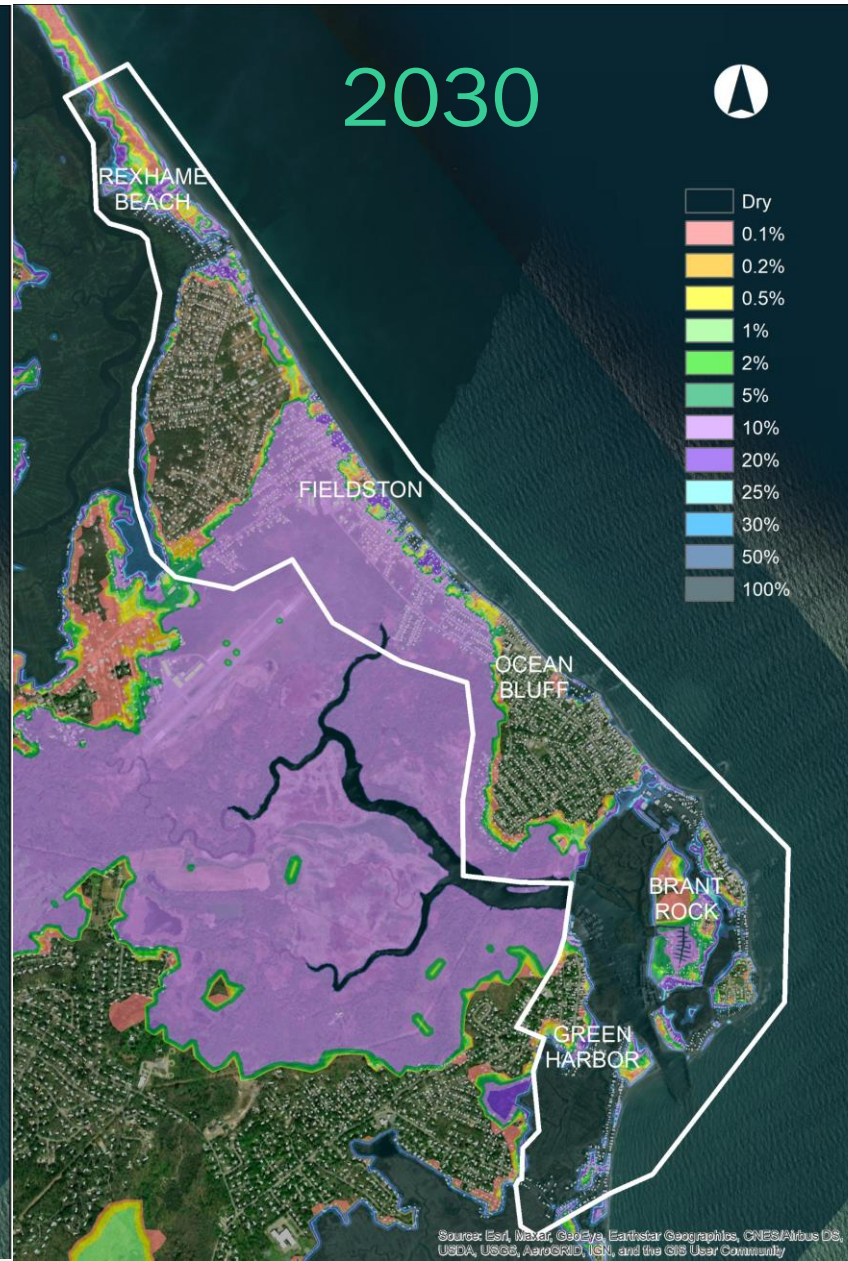 2030
REXHAME
BEACH
FIELDSTON
OCEAN
BLUFF
BRANT
ROCK
GREEN
HARBOR
Dry
0.1%
0.2%
0.5%
1%
2%
5%
10%
20%
25%
30%
50%
100%
Source: Esri, Maxar, GeoEye, Earthstar Geographics, CNES/Airbus DS,
USDA, USGS, AeroGRID, IGN, and the GIS User Community